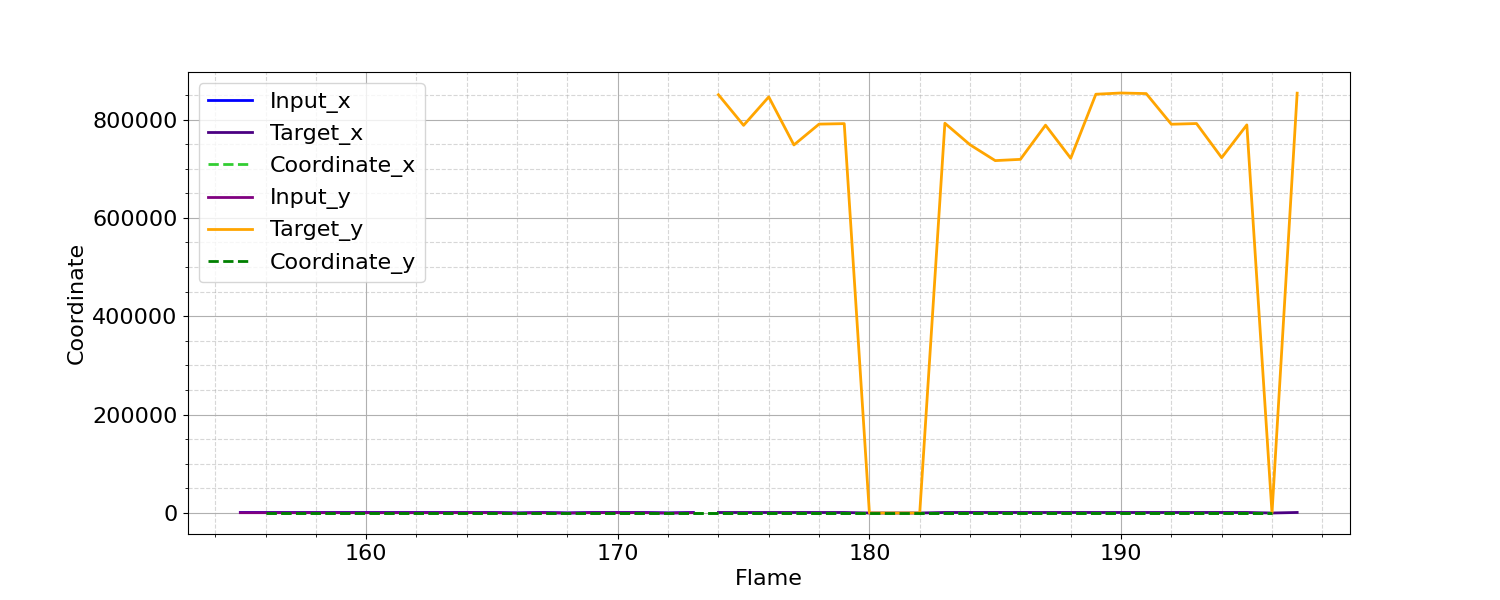 Input_x
Target_x
Coordinate_x
Input_y
Target_y
Coordinate_y
800000
600000
400000
200000
0
Coordinate
160 170 180 190
Flame